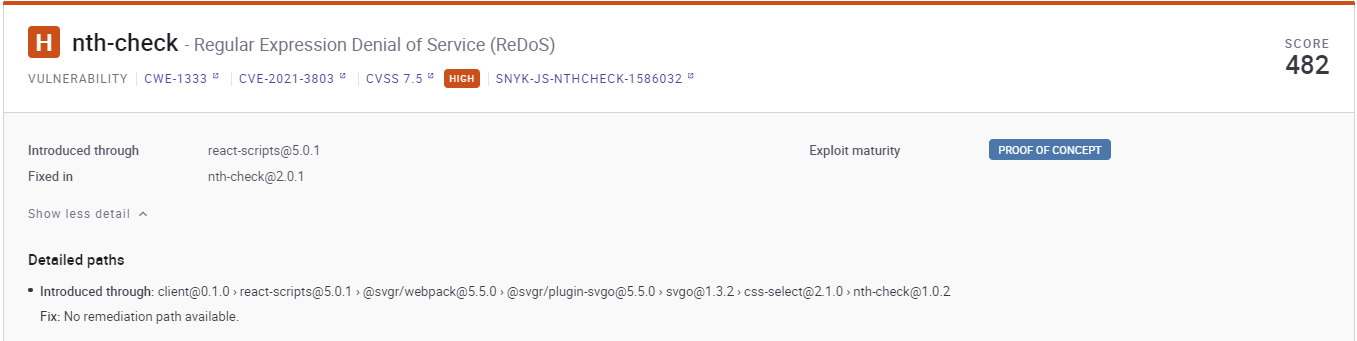 H nth-check - Regular Expression Denial of Service (ReDoS)
SCORE
482
VULNERABILITY CWE-1333 CVE-2021-3803 CVSS 7.5 HIGH SNYK-JS-NTHCHECK-1586032
Introduced through react-scripts@5.0.1 Exploit maturity PROOF OF CONCEPT
Fixed in nth-check@2.0.1
Show less detail
Detailed paths
• Introduced through: client@0.1.0 › react-scripts@5.0.1 › @svgr/webpack@5.5.0 › @svgr/plugin-svgo@5.5.0 › svgo@1.3.2 › css-select@2.1.0 › nth-check@1.0.2
Fix: No remediation path available.